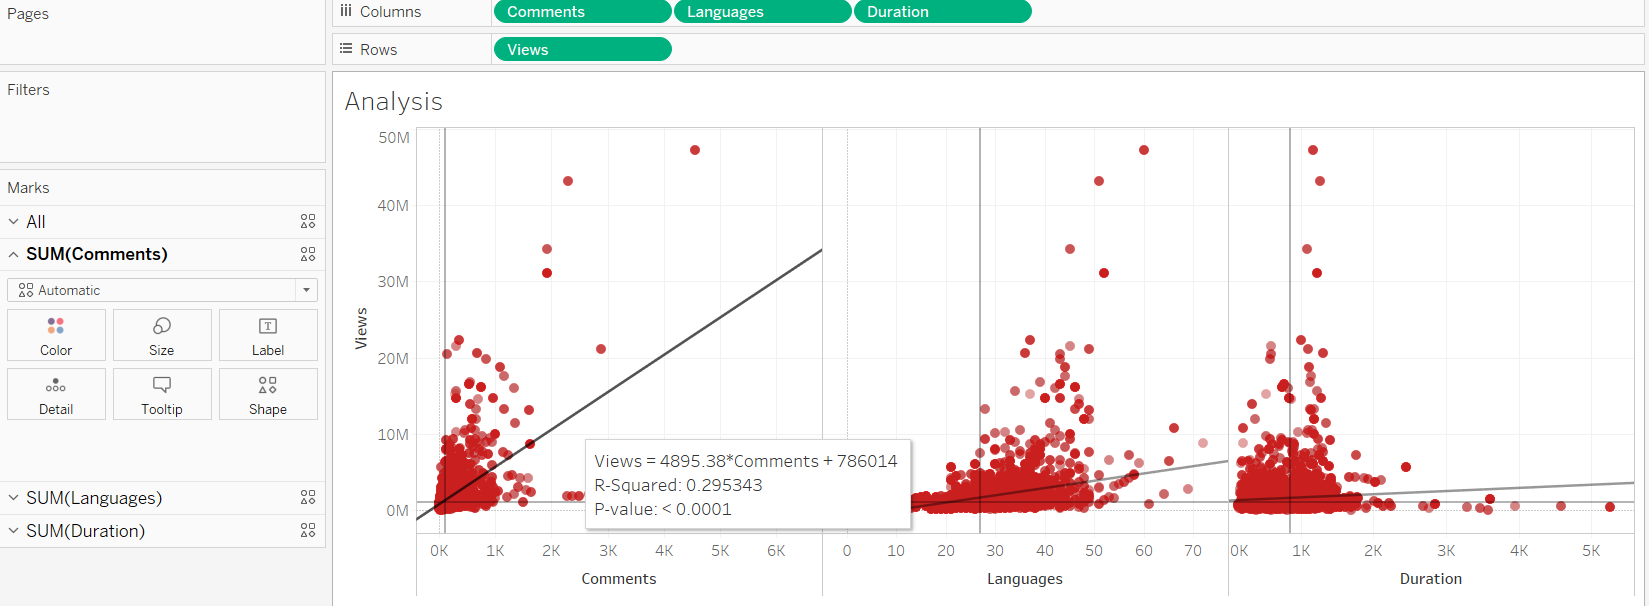 Pages
Columns
Comments
Languages
Duration
Rows
Views
Filters
Marks
All
SUM(Comments)
Automatic
Color
Size
Label
Detail
Tooltip
Shape
SUM(Languages)
SUM(Duration)
Analysis
Views
50M
40M
30M
20M
10M
0M
Views = 4895.38*Comments + 786014
R-Squared: 0.295343
P-value: < 0.0001
0K 1K 2K 3K 4K 5K 6K
Comments
0 10 20 30 40 50 60 70
Languages
0K 1K 2K 3K 4K 5K
Duration